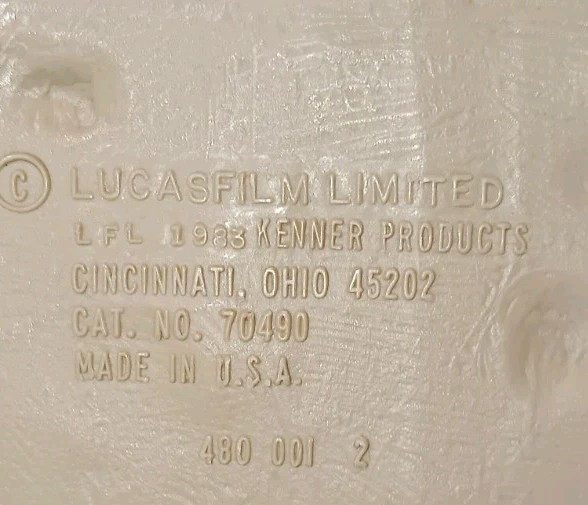 © LUCASFILM LIMITED
LFL 1983 KENNER PRODUCTS
CINCINNATI, OHIO 45202
CAT. NO. 70490
MADE IN U.S.A.
480 001 2